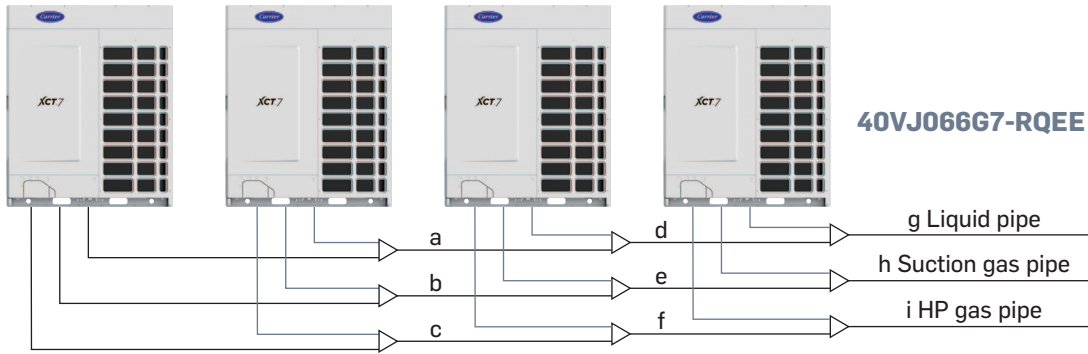 Carrier Carrier Carrier Carrier
XCT7 XCT7 XCT7 XCT7
40VJ066G7-RQEE
a d g Liquid pipe
b e h Suction gas pipe
c f i HP gas pipe